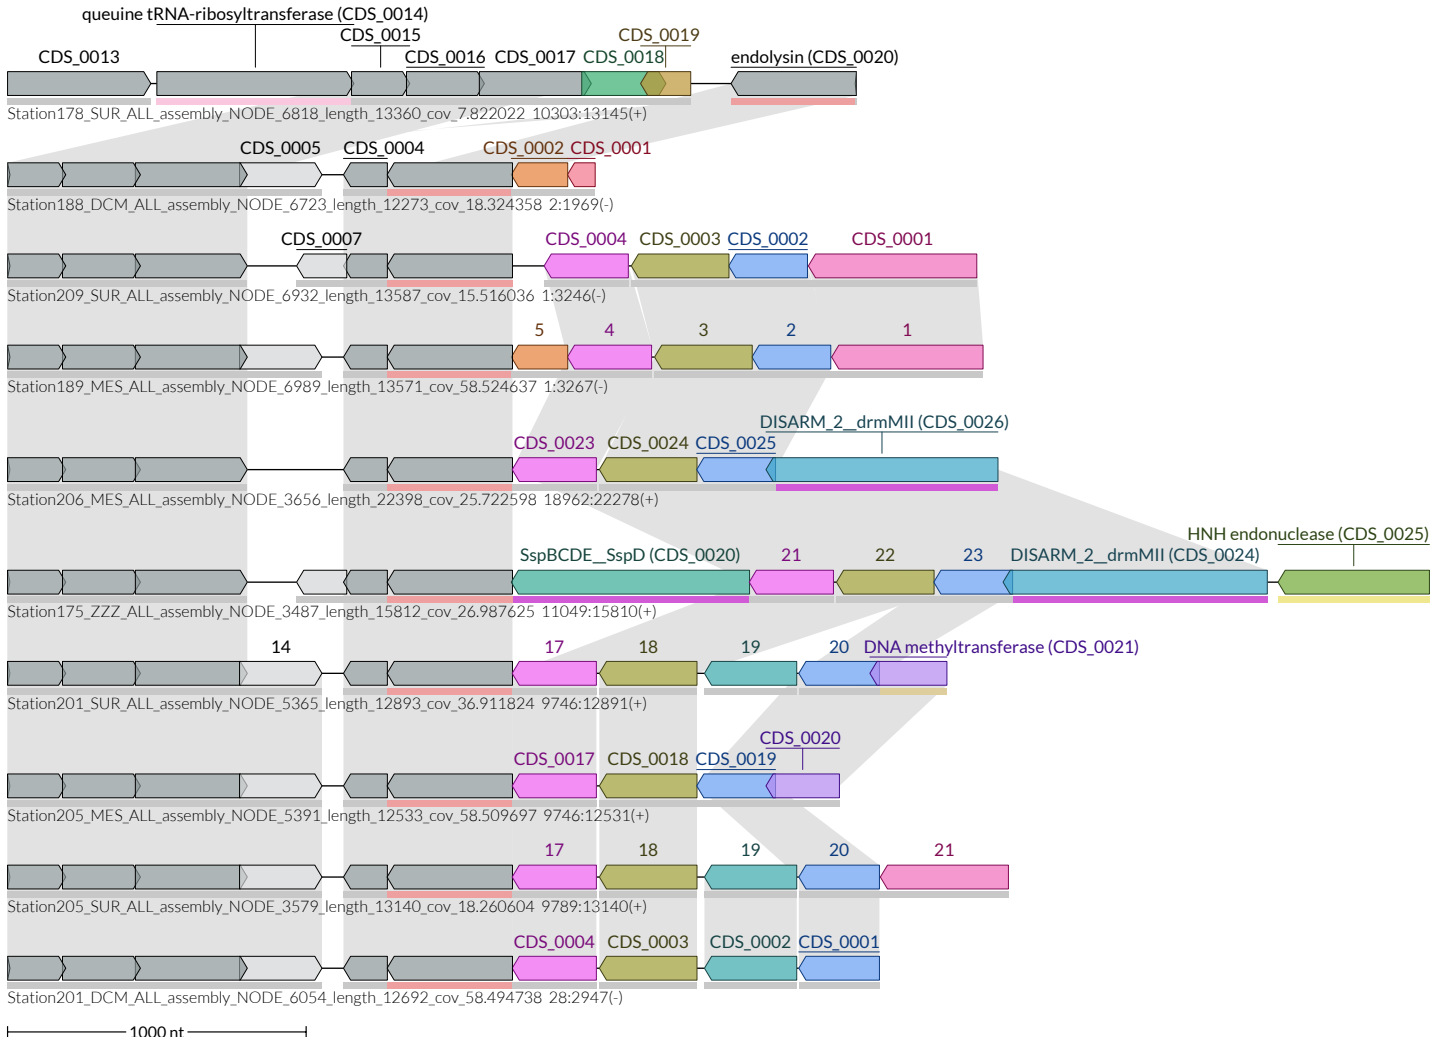 queuine tRNA-ribosyltransferase (CDS_0014)
CDS_0015 CDS_0019
CDS_0013 CDS_0016 CDS_0017 CDS_0018 endolysin (CDS_0020)
Station178_SUR_ALL_assembly_NODE_6818_length_13360_cov_7.822022 10303:13145(+)
CDS_0005 CDS_0004 CDS_0002 CDS_0001
Station188_DCM_ALL_assembly_NODE_6723_length_12273_cov_18.324358 2:1969(-)
CDS_0007 CDS_0004 CDS_0003 CDS_0002 CDS_0001
Station209_SUR_ALL_assembly_NODE_6932_length_13587_cov_15.516036 1:3246(-)
5 4 3 2 1
Station189_MES_ALL_assembly_NODE_6989_length_13571_cov_58.524637 1:3267(-)
DISARM_2__drmMII (CDS_0026)
CDS_0023 CDS_0024 CDS_0025
Station206_MES_ALL_assembly_NODE_3656_length_22398_cov_25.722598 18962:22278(+)
HNH endonuclease (CDS_0025)
SspBCDE__SspD (CDS_0020) 21 22 23 DISARM_2__drmMII (CDS_0024)
Station175_ZZZ_ALL_assembly_NODE_3487_length_15812_cov_26.987625 11049:15810(+)
14 17 18 19 20 DNA methyltransferase (CDS_0021)
Station201_SUR_ALL_assembly_NODE_5365_length_12893_cov_36.911824 9746:12891(+)
CDS_0020
CDS_0017 CDS_0018 CDS_0019
Station205_MES_ALL_assembly_NODE_5391_length_12533_cov_58.509697 9746:12531(+)
17 18 19 20 21
Station205_SUR_ALL_assembly_NODE_3579_length_13140_cov_18.260604 9789:13140(+)
CDS_0004 CDS_0003 CDS_0002 CDS_0001
Station201_DCM_ALL_assembly_NODE_6054_length_12692_cov_58.494738 28:2947(-)
1000 nt